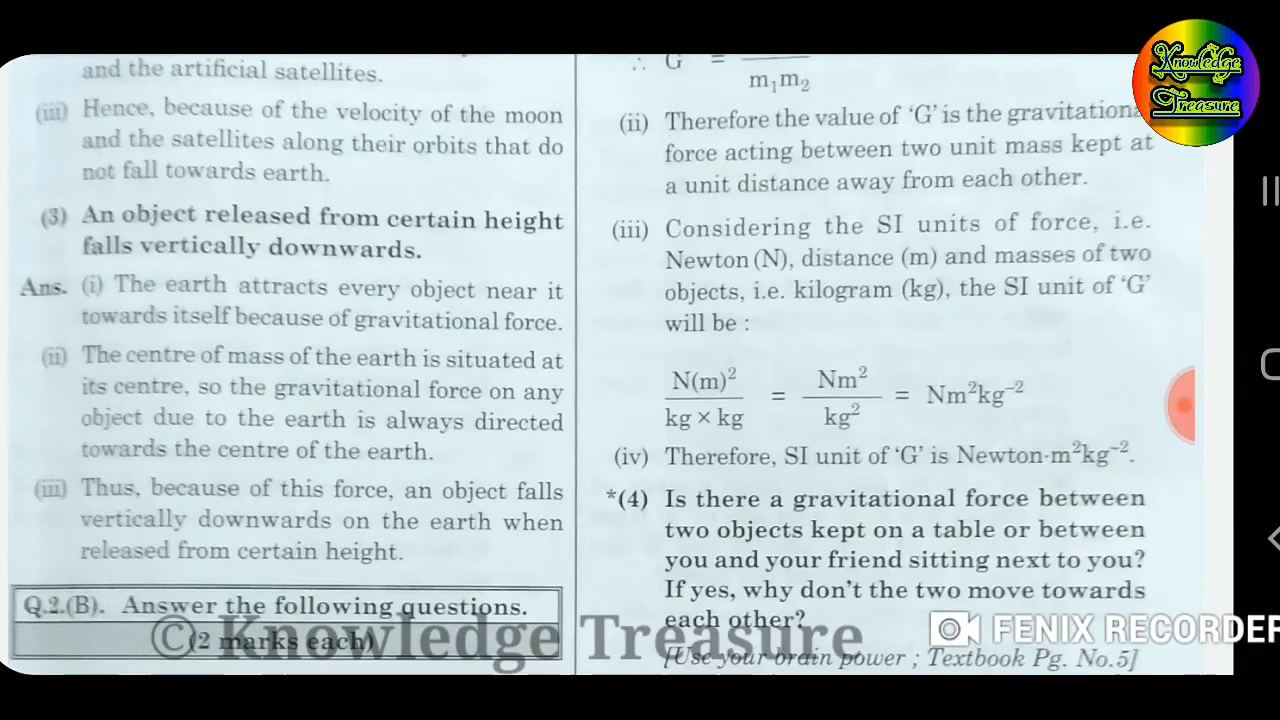 and the artificial satellites.
(iii) Hence, because of the velocity of the moon
and the satellites along their orbits that do
not fall towards earth.
(3) An object released from certain height
falls vertically downwards.
Ans. (i) The earth attracts every object near it
towards itself because of gravitational force.
(ii) The centre of mass of the earth is situated at
its centre, so the gravitational force on any
object due to the earth is always directed
towards the centre of the earth.
(iii) Thus, because of this force, an object falls
vertically downwards on the earth when
released from certain height.
Q.2.(B). Answer the following questions.
(2 marks each)
∴ G =
m₁m₂
(ii) Therefore the value of ‘G’ is the gravitationa
force acting between two unit mass kept at
a unit distance away from each other.
(iii) Considering the SI units of force, i.e.
Newton (N), distance (m) and masses of two
objects, i.e. kilogram (kg), the SI unit of ‘G’
will be :
N(m)² / kg × kg = Nm² / kg² = Nm²kg⁻²
(iv) Therefore, SI unit of ‘G’ is Newton·m²kg⁻².
*(4) Is there a gravitational force between
two objects kept on a table or between
you and your friend sitting next to you?
If yes, why don’t the two move towards
each other?
[Use your brain power ; Textbook Pg. No.5]
Knowledge
Treasure
© Knowledge Treasure
FENIX RECORDER